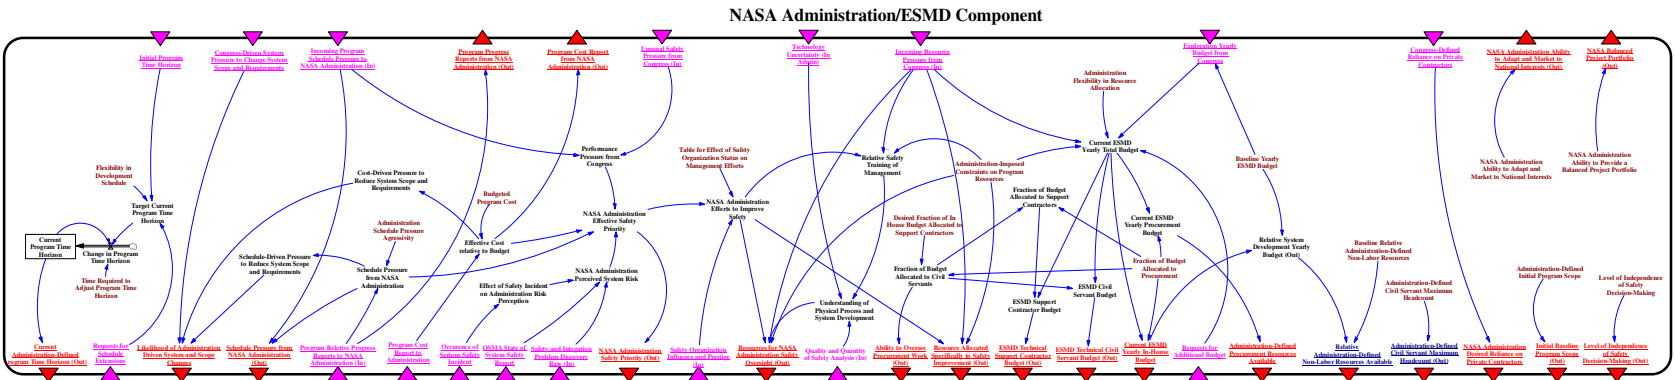 NASA Administration/ESMD Component
Initial Program
Time Horizon
Congress-Driven System
Pressure to Change System
Scope and Requirements
Incoming Program
Schedule Pressure to
NASA Administration (In)
Program Progress
Reports from NASA
Administration (Out)
Program Cost Report
from NASA
Administration (Out)
Unusual Safety
Pressure from
Congress (In)
Technology
Uncertainty (In
Admin)
Incoming Resource
Pressure from
Congress (In)
Exploration Yearly
Budget from
Congress
Congress-Defined
Reliance on Private
Contractors
NASA Administration Ability
to Adapt and Market to
National Interests (Out)
NASA Balanced
Project Portfolio
(Out)
Administration
Flexibility in Resource
Allocation
Flexibility in
Development
Schedule
Cost-Driven Pressure to
Reduce System Scope and
Requirements
Performance
Pressure from
Congress
Table for Effect of Safety
Organization Status on
Management Efforts
Relative Safety
Training of
Management
Administration-Imposed
Constraints on Program
Resources
Current ESMD
Yearly Total Budget
Baseline Yearly
ESMD Budget
NASA Administration
Ability to Adapt and
Market to National Interests
NASA Administration
Ability to Provide a
Balanced Project Portfolio
Target Current
Program Time
Horizon
Budgeted
Program Cost
NASA Administration
Effective Safety
Priority
NASA Administration
Efforts to Improve
Safety
Fraction of Budget
Allocated to Support
Contractors
Administration
Schedule Pressure
Agressivity
Desired Fraction of In
House Budget Allocated to
Support Contractors
Current ESMD
Yearly Procurement
Budget
Current
Program Time
Horizon
Change in Program
Time Horizon
Effective Cost
relative to Budget
Relative System
Development Yearly
Budget (Out)
Baseline Relative
Administration-Defined
Non-Labor Resources
Schedule-Driven Pressure
to Reduce System Scope
and Requirements
Schedule Pressure
from NASA
Administration
NASA Administration
Perceived System Risk
Fraction of Budget
Allocated to Civil
Servants
Fraction of Budget
Allocated to
Procurement
Administration-Defined
Initial Program Scope
Level of Independence
of Safety
Decision-Making
Time Required to
Adjust Program Time
Horizon
Effect of Safety Incident
on Administration Risk
Perception
Understanding of
Physical Process and
System Development
ESMD Support
Contractor Budget
ESMD Civil
Servant Budget
Administration-Defined
Civil Servant Maximum
Headcount
Current
Administration-Defined
Program Time Horizon (Out)
Requests for
Schedule
Extensions
Likelihood of Administration
Driven System and Scope
Changes
Schedule Pressure from
NASA Administration
(Out)
Program Relative Progress
Reports to NASA
Administration (In)
Program Cost
Report to
Administration
Occurence of
Serious Safety
Incident
OSMA State of
System Safety
Report
Safety and Integration
Problem Discovery
Rate (In)
NASA Administration
Safety Priority (Out)
Safety Organization
Influence and Prestige
(In)
Resources for NASA
Administration Safety
Oversight (Out)
Quality and Quantity
of Safety Analysis (In)
Ability to Oversee
Procurement Work
(Out)
Resource Allocated
Specifically to Safety
Improvement (Out)
ESMD Technical
Support Contractor
Budget (Out)
ESMD Technical Civil
Servant Budget (Out)
Current ESMD
Yearly In-House
Budget
Requests for
Additional Budget
Administration-Defined
Procurement Resources
Available
Relative
Administration-Defined
Non-Labor Resources Available
Administration-Defined
Civil Servant Maximum
Headcount (Out)
NASA Administration
Desired Reliance on
Private Contractors
Initial Baseline
Program Scope
(Out)
Level of Independence
of Safety
Decision-Making (Out)